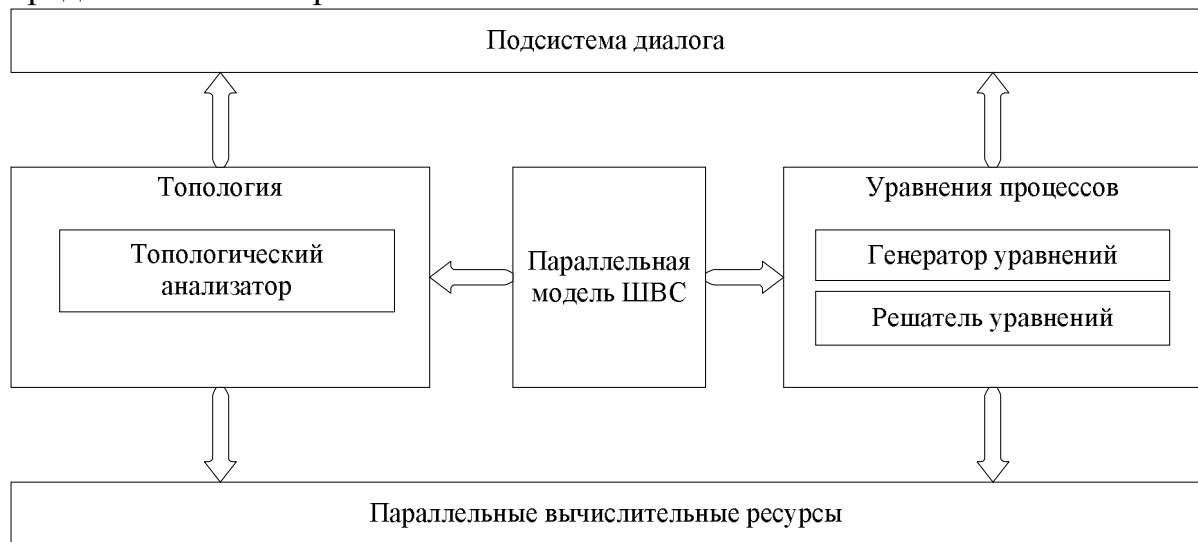 Подсистема диалога
Топология
Топологический
анализатор
Параллельная
модель ШВС
Уравнения процессов
Генератор уравнений
Решатель уравнений
Параллельные вычислительные ресурсы